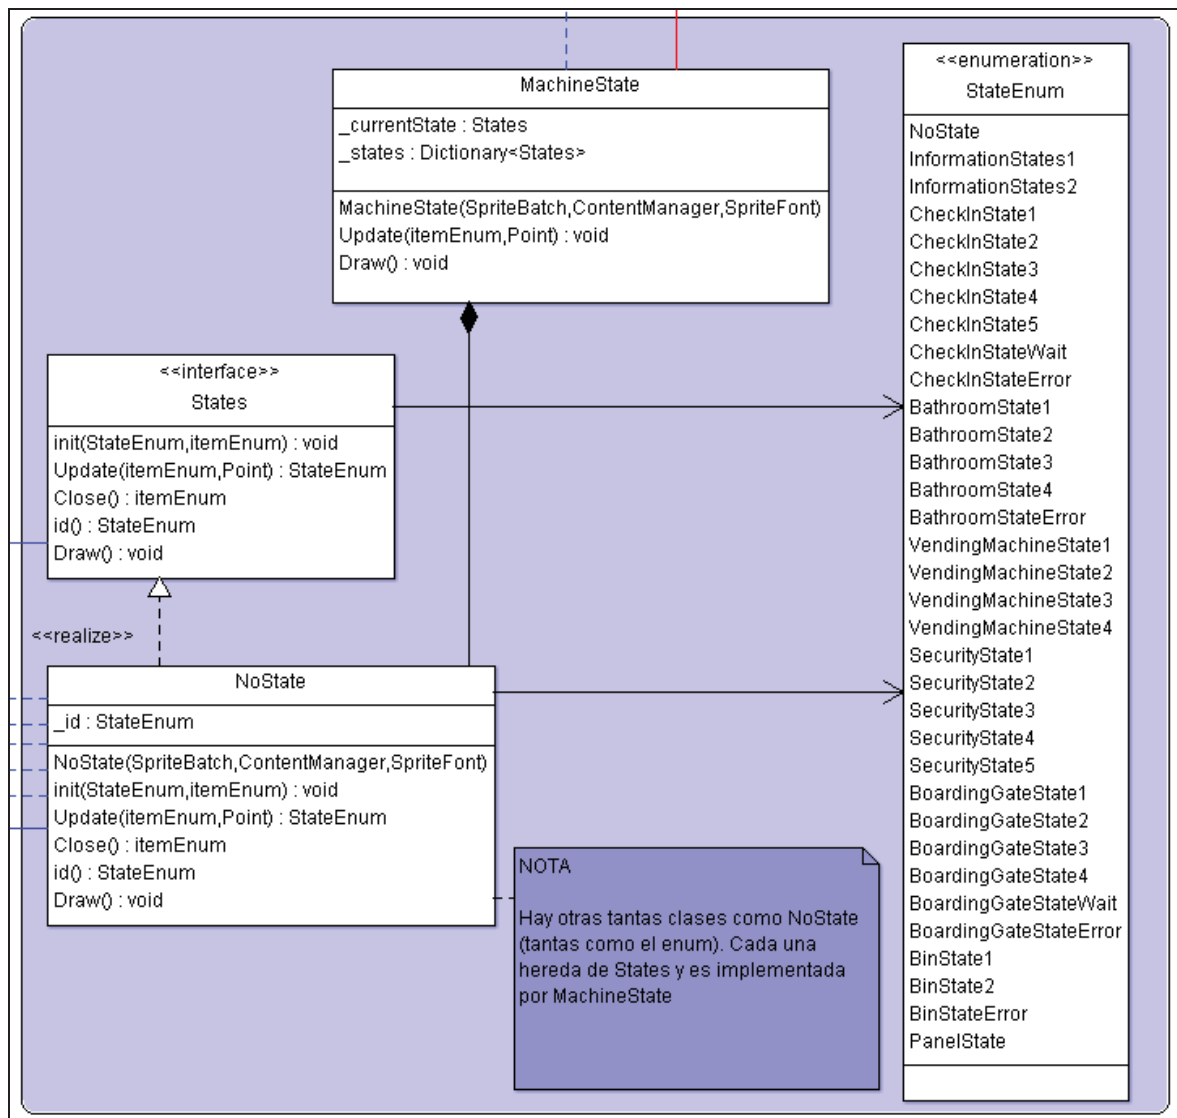 MachineState
_currentState : States
_states : Dictionary<States>
MachineState(SpriteBatch,ContentManager,SpriteFont)
Update(itemEnum,Point) : void
Draw() : void
<<interface>>
States
init(StateEnum,itemEnum) : void
Update(itemEnum,Point) : StateEnum
Close() : itemEnum
id() : StateEnum
Draw() : void
<<realize>>
NoState
_id : StateEnum
NoState(SpriteBatch,ContentManager,SpriteFont)
init(StateEnum,itemEnum) : void
Update(itemEnum,Point) : StateEnum
Close() : itemEnum
id() : StateEnum
Draw() : void
NOTA
Hay otras tantas clases como NoState
(tantas como el enum). Cada una
hereda de States y es implementada
por MachineState
<<enumeration>>
StateEnum
NoState
InformationStates1
InformationStates2
CheckInState1
CheckInState2
CheckInState3
CheckInState4
CheckInState5
CheckInStateWait
CheckInStateError
BathroomState1
BathroomState2
BathroomState3
BathroomState4
BathroomStateError
VendingMachineState1
VendingMachineState2
VendingMachineState3
VendingMachineState4
SecurityState1
SecurityState2
SecurityState3
SecurityState4
SecurityState5
BoardingGateState1
BoardingGateState2
BoardingGateState3
BoardingGateState4
BoardingGateStateWait
BoardingGateStateError
BinState1
BinState2
BinStateError
PanelState